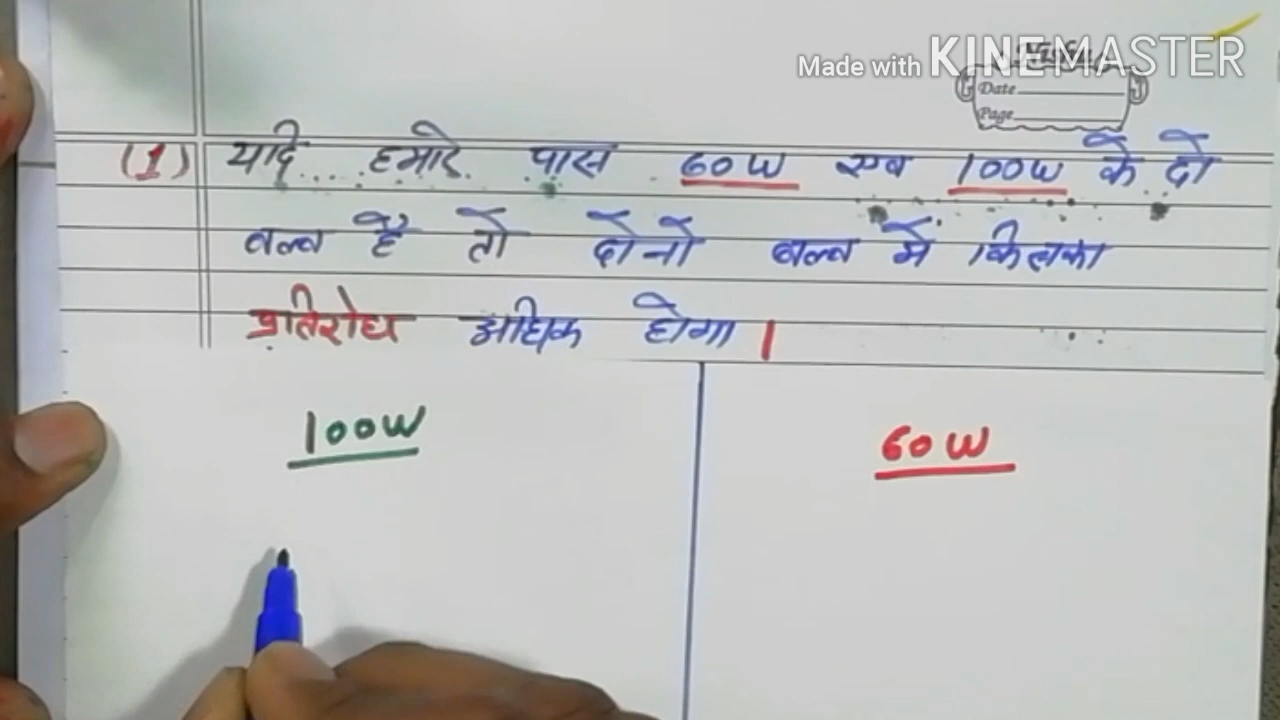 Made with KINEMASTER
Date
Page
(1) यदि हमारे पास 60W एव 100W के दो
बल्ब है तो दोनो बल्ब में किसका
प्रतिरोध अधिक होगा |
100W
60W